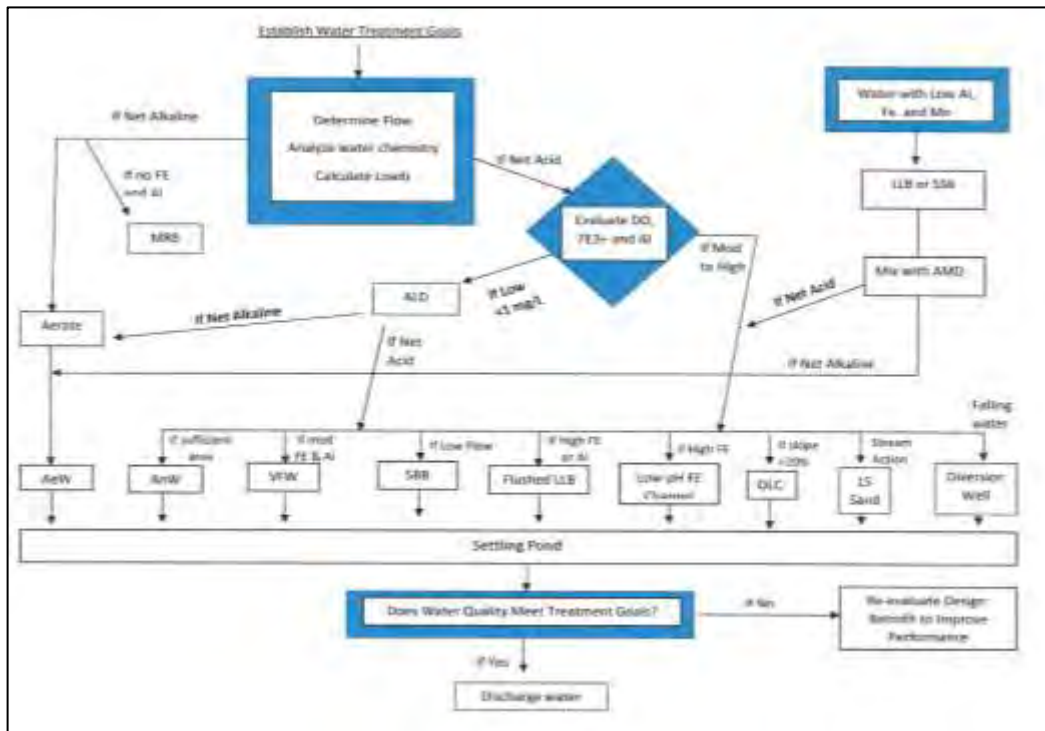 Establish Water Treatment Goals
Determine Flow
Analyze water chemistry
Calculate Loads
Water with Low Al,
Fe, and Mn
If Net Alkaline
If no FE
and Al
MRB
If Net Acid
Evaluate DO,
FE3+ and Al
If Mod
to High
LLB or SSB
Mix with AMD
If Net Acid
If Low
<1 mg/L
ALD
If Net Alkaline
Aerate
If Net
Acid
If Net Alkaline
Falling
water
If sufficient
area
If mod
FE & Al
If Low Flow
If High FE
or Al
If High FE
If slope
>20%
Stream
Action
AeW
AnW
VFW
SBB
Flushed LLB
Low-pH FE
Channel
OLC
LS
Sand
Diversion
Well
Settling Pond
Does Water Quality Meet Treatment Goals?
If No
Re-evaluate Design
Retrofit to Improve
Performance
If Yes
Discharge water